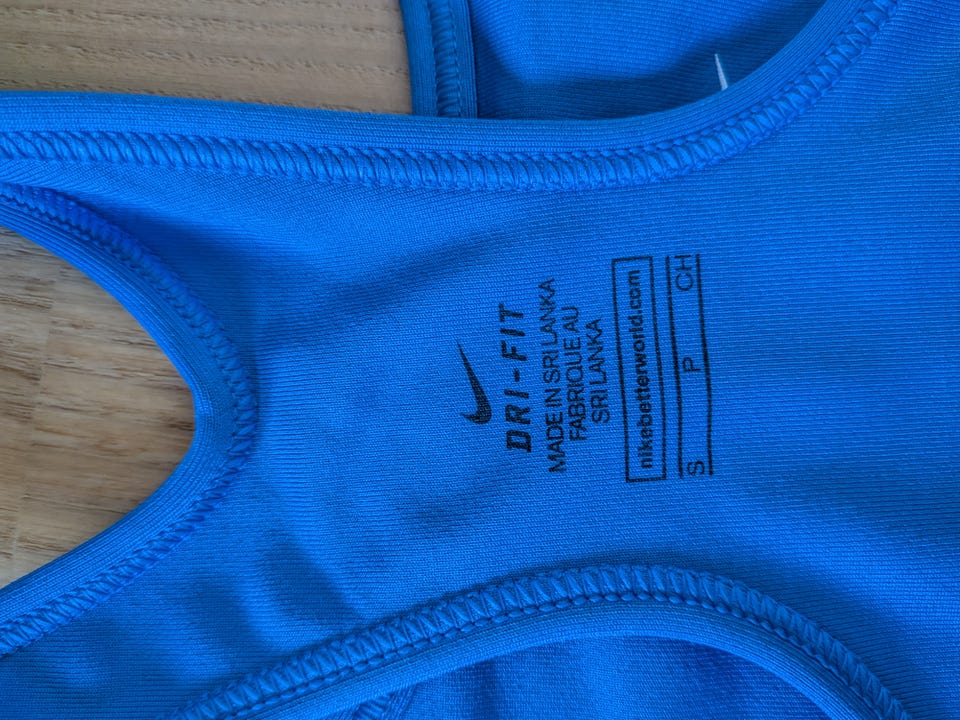 DRI-FIT
MADE IN SRI LANKA
FABRIQUE AU
SRI LANKA
nikebetterworld.com
S P CH